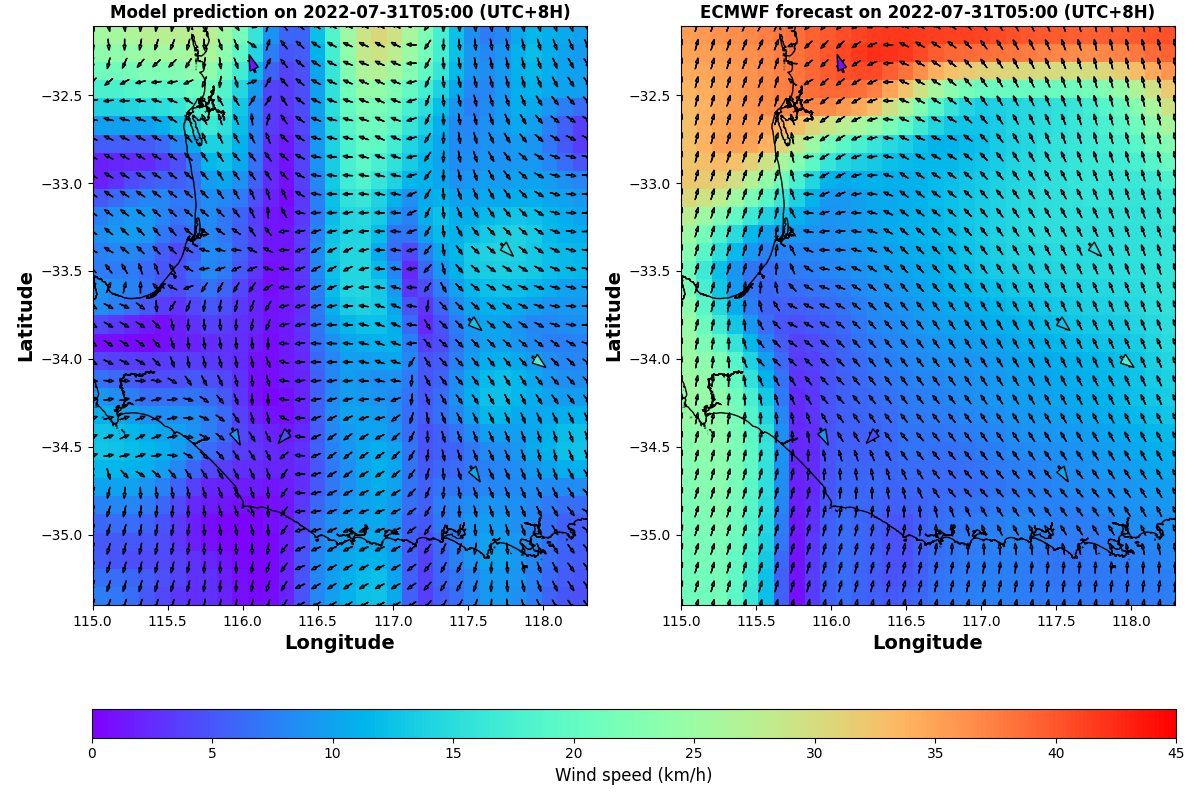 Model prediction on 2022-07-31T05:00 (UTC+8H) ECMWF forecast on 2022-07-31T05:00 (UTC+8H)
−32.5 −32.5
−33.0 −33.0
−33.5 −33.5
Latitude Latitude
−34.0 −34.0
−34.5 −34.5
−35.0 −35.0
115.0 115.5 116.0 116.5 117.0 117.5 118.0 115.0 115.5 116.0 116.5 117.0 117.5 118.0
Longitude Longitude
0 5 10 15 20 25 30 35 40 45
Wind speed (km/h)